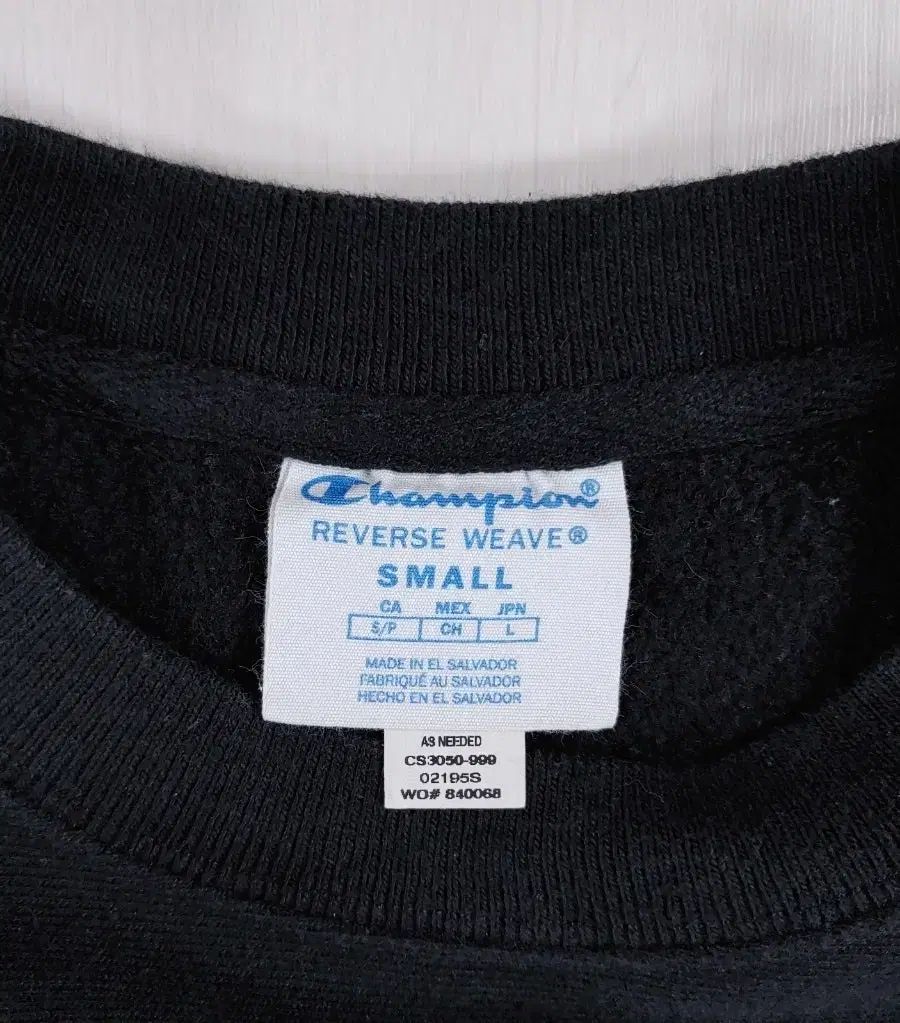 Champion®
REVERSE WEAVE®
SMALL
CA MEX JPN
S/P CH L
MADE IN EL SALVADOR
FABRIQUÉ AU SALVADOR
HECHO EN EL SALVADOR
AS NEEDED
CS3050-999
02195S
WO# 840068